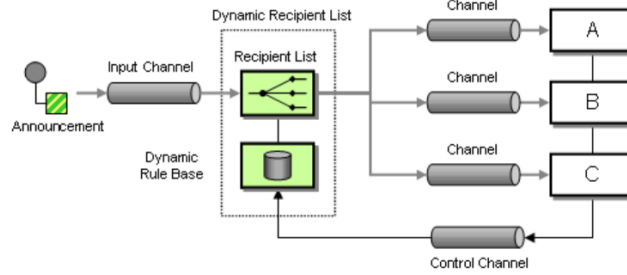 Dynamic Recipient List
Channel
A
Input Channel
Recipient List
Announcement
Channel
B
Dynamic
Rule Base
Channel
C
Control Channel